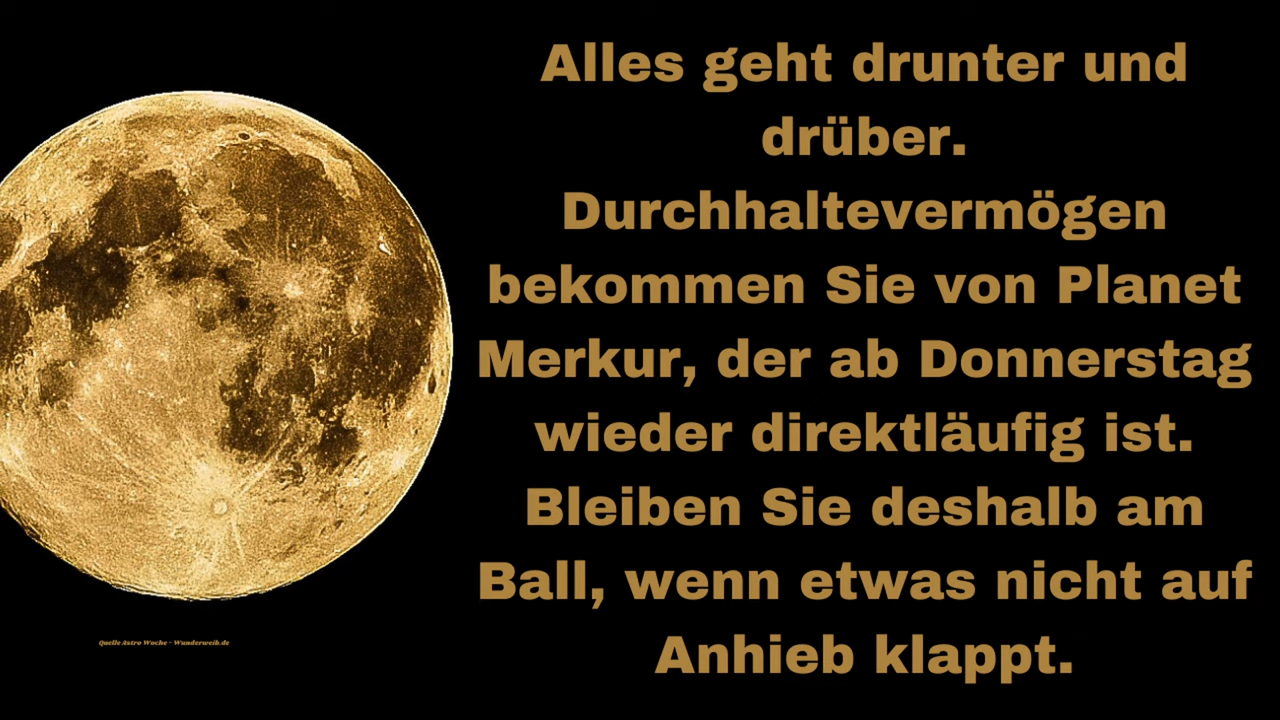 Alles geht drunter und
drüber.
Durchhaltevermögen
bekommen Sie von Planet
Merkur, der ab Donnerstag
wieder direktläufig ist.
Bleiben Sie deshalb am
Ball, wenn etwas nicht auf
Anhieb klappt.
Quelle Astro Woche - Wunderweib.de